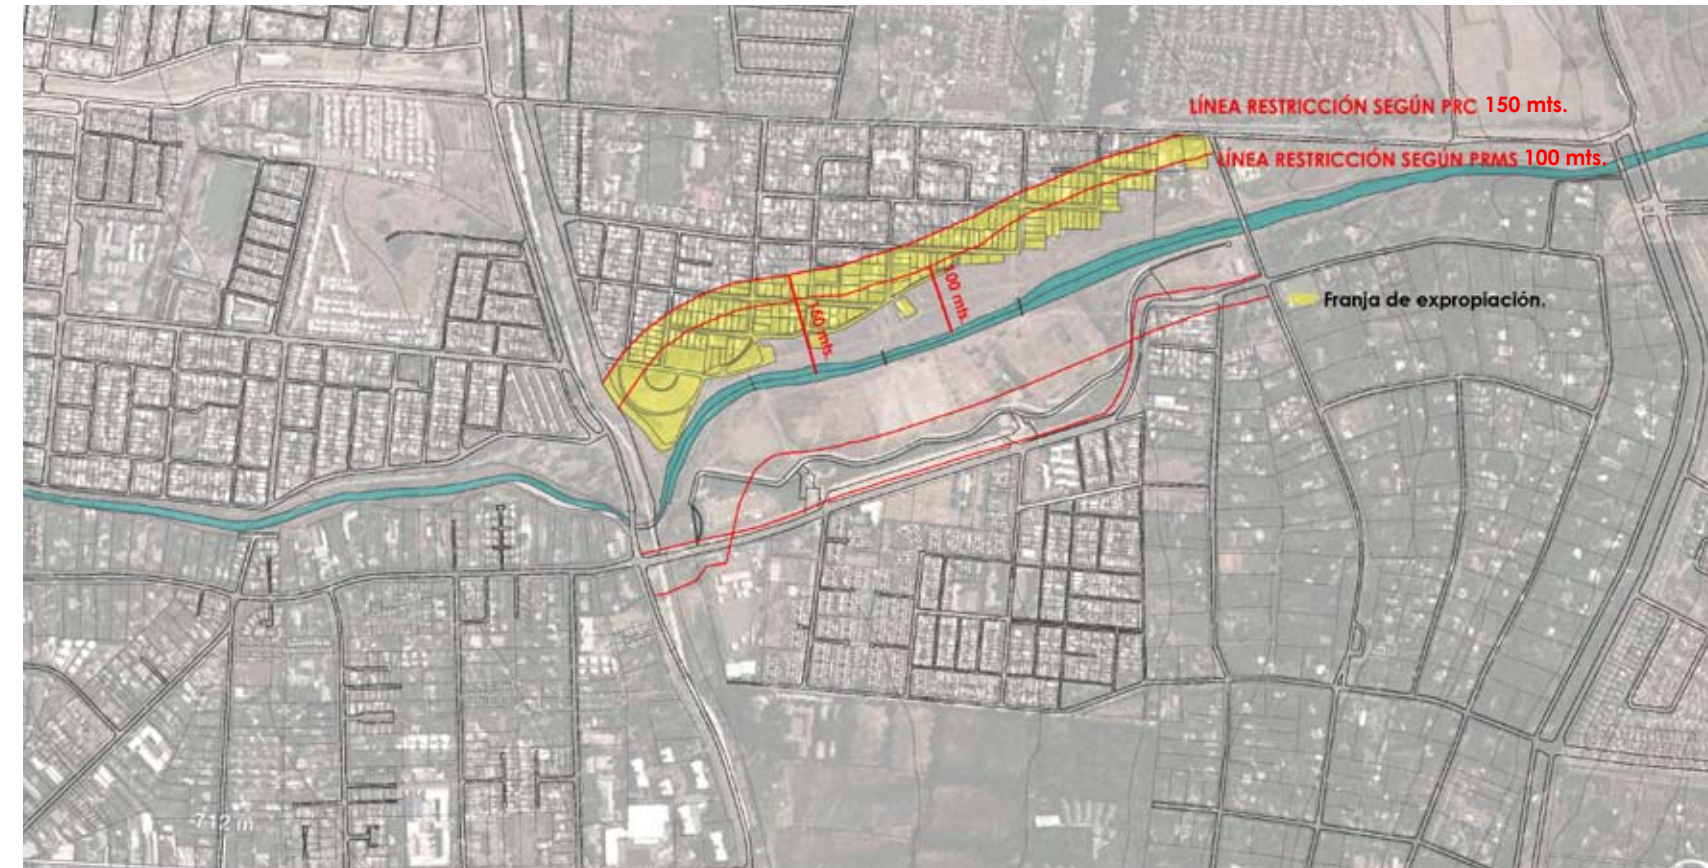 LÍNEA RESTRICCIÓN SEGÚN PRC 150 mts.
LÍNEA RESTRICCIÓN SEGÚN PRMS 100 mts.
100 mts.
150 mts.
Franja de expropiación.
712 m